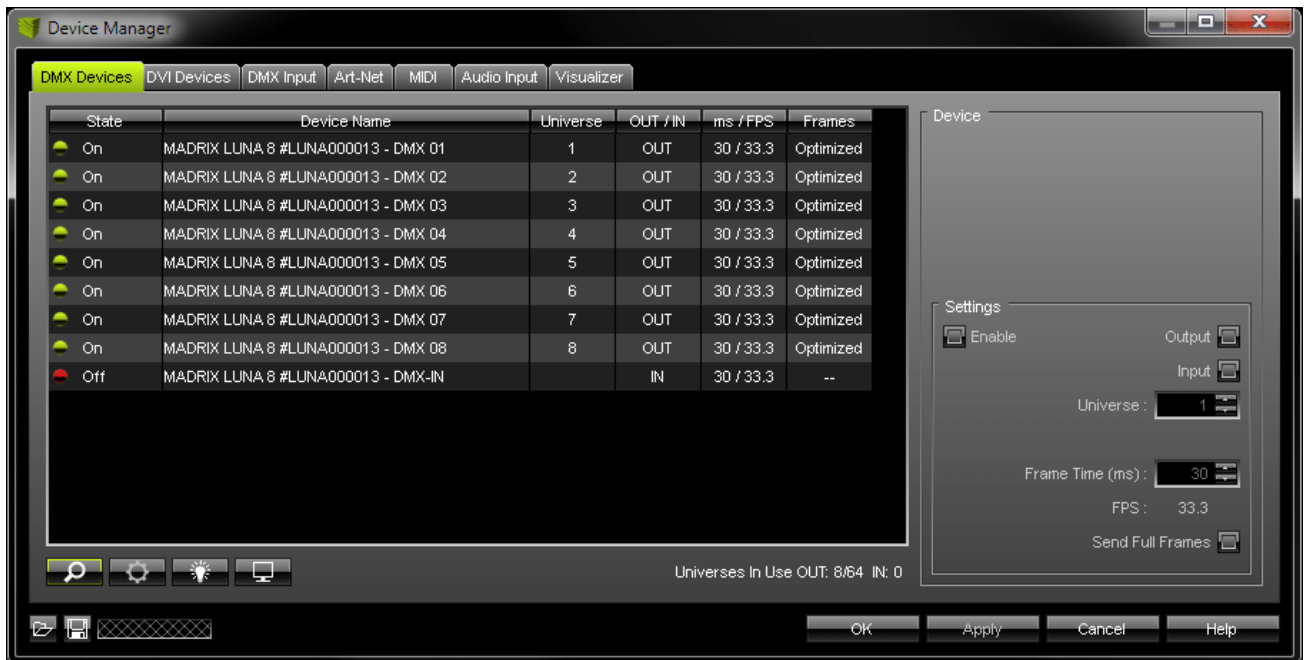 Device Manager
DMX Devices DVI Devices DMX Input Art-Net MIDI Audio Input Visualizer
State Device Name Universe OUT / IN ms / FPS Frames
On MADRIX LUNA 8 #LUNA000013 - DMX 01 1 OUT 30 / 33.3 Optimized
On MADRIX LUNA 8 #LUNA000013 - DMX 02 2 OUT 30 / 33.3 Optimized
On MADRIX LUNA 8 #LUNA000013 - DMX 03 3 OUT 30 / 33.3 Optimized
On MADRIX LUNA 8 #LUNA000013 - DMX 04 4 OUT 30 / 33.3 Optimized
On MADRIX LUNA 8 #LUNA000013 - DMX 05 5 OUT 30 / 33.3 Optimized
On MADRIX LUNA 8 #LUNA000013 - DMX 06 6 OUT 30 / 33.3 Optimized
On MADRIX LUNA 8 #LUNA000013 - DMX 07 7 OUT 30 / 33.3 Optimized
On MADRIX LUNA 8 #LUNA000013 - DMX 08 8 OUT 30 / 33.3 Optimized
Off MADRIX LUNA 8 #LUNA000013 - DMX-IN IN 30 / 33.3 --
Universes In Use OUT: 8/64 IN: 0
Device
Settings
Enable Output
Input
Universe : 1
Frame Time (ms) : 30
FPS : 33.3
Send Full Frames
OK Apply Cancel Help